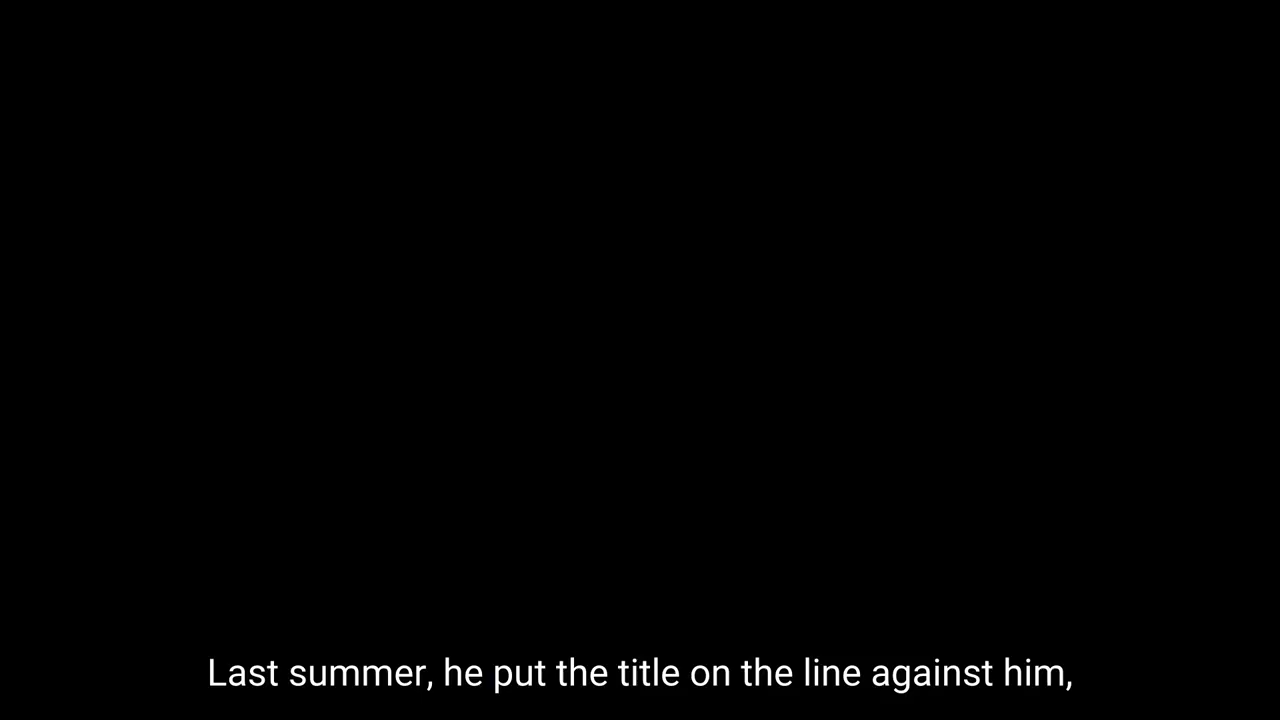 Last summer, he put the title on the line against him,